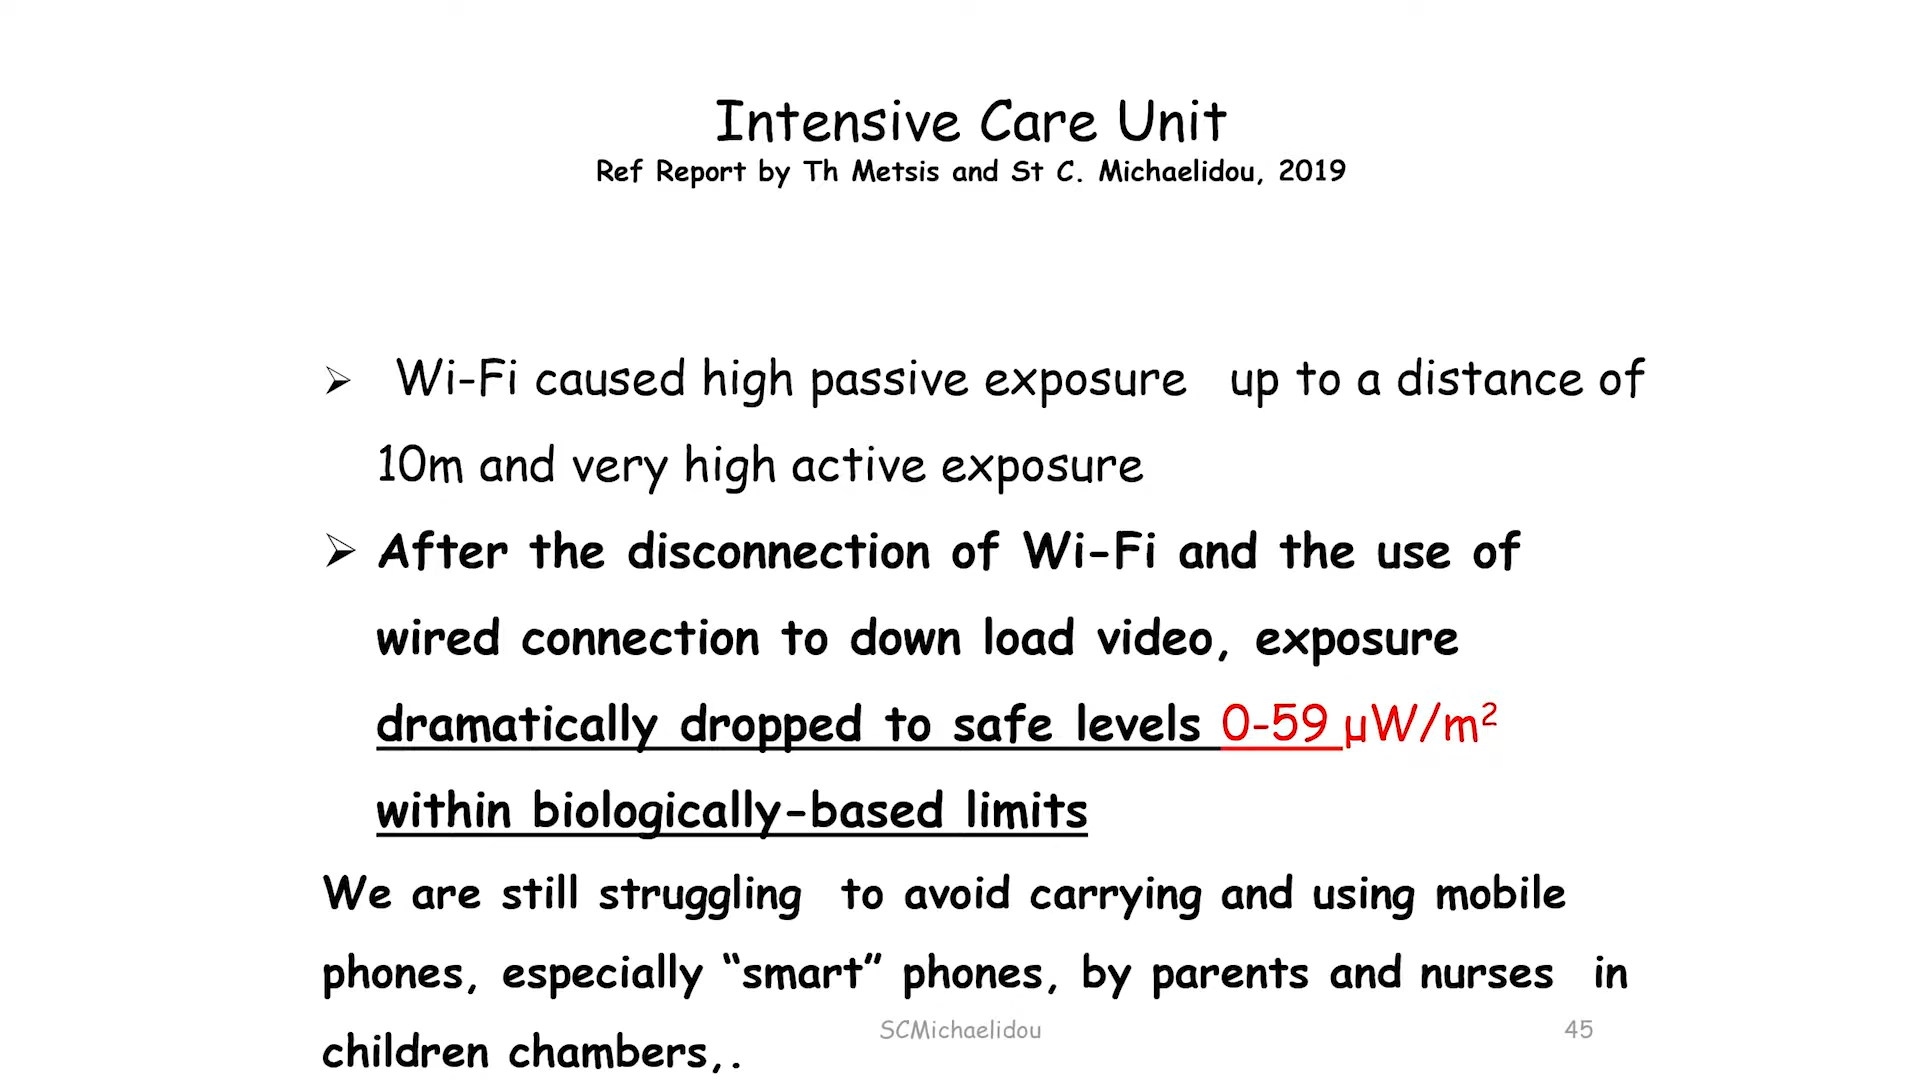 Intensive Care Unit
Ref Report by Th Metsis and St C. Michaelidou, 2019
➢ Wi-Fi caused high passive exposure up to a distance of
10m and very high active exposure
➢ After the disconnection of Wi-Fi and the use of
wired connection to down load video, exposure
dramatically dropped to safe levels 0-59 μW/m²
within biologically-based limits
We are still struggling to avoid carrying and using mobile
phones, especially “smart” phones, by parents and nurses in
children chambers,.
SCMichaelidou
45